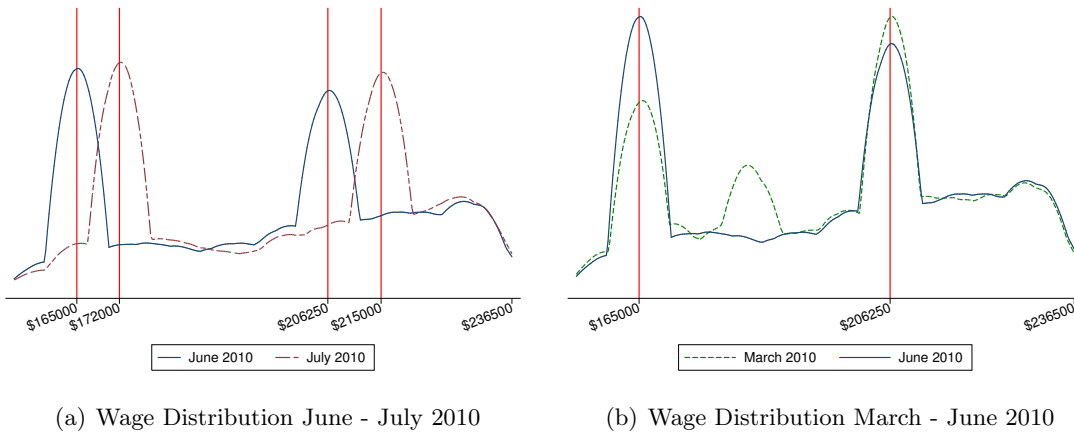 $165000 $172000 $206250 $215000 $236500
June 2010 July 2010
(a) Wage Distribution June - July 2010
$165000 $206250 $236500
March 2010 June 2010
(b) Wage Distribution March - June 2010